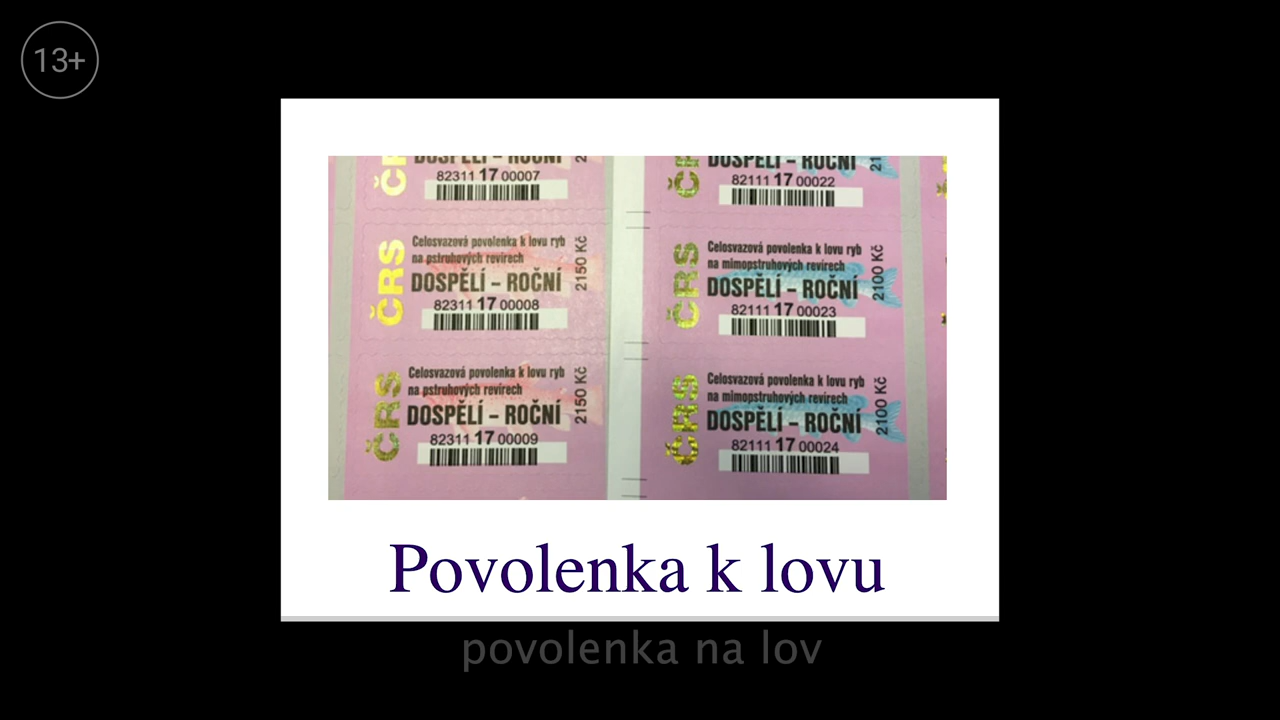 13+
ČRS
DOSPĚLÍ – ROČNÍ
82311 17 00007
ČRS
Celosvazová povolenka k lovu ryb
na pstruhových revírech
DOSPĚLÍ – ROČNÍ
82311 17 00008
2150 Kč
ČRS
Celosvazová povolenka k lovu ryb
na pstruhových revírech
DOSPĚLÍ – ROČNÍ
82311 17 00009
2150 Kč
DOSPĚLÍ – ROČNÍ
82111 17 00022
ČRS
Celosvazová povolenka k lovu ryb
na mimopstruhových revírech
DOSPĚLÍ – ROČNÍ
82111 17 00023
2100 Kč
ČRS
Celosvazová povolenka k lovu ryb
na mimopstruhových revírech
DOSPĚLÍ – ROČNÍ
82111 17 00024
2100 Kč
Povolenka k lovu
povolenka na lov